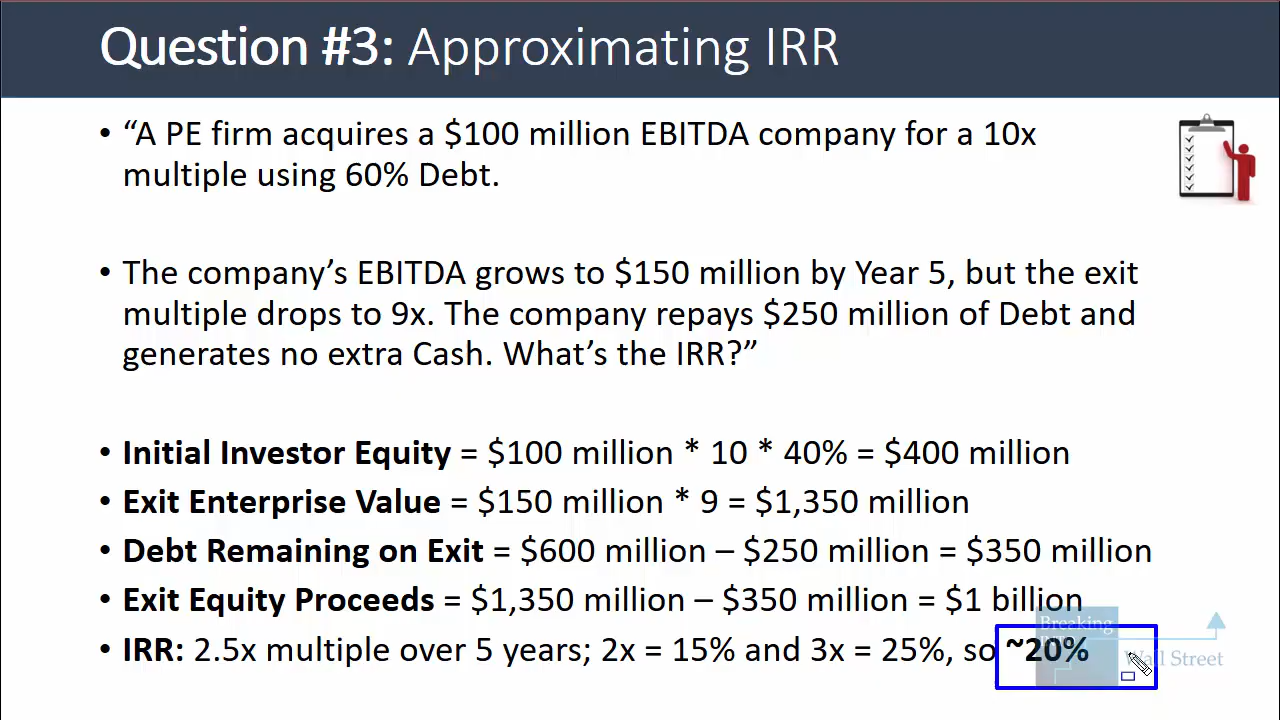 Question #3: Approximating IRR
• “A PE firm acquires a $100 million EBITDA company for a 10x
multiple using 60% Debt.
• The company’s EBITDA grows to $150 million by Year 5, but the exit
multiple drops to 9x. The company repays $250 million of Debt and
generates no extra Cash. What’s the IRR?”
• Initial Investor Equity = $100 million * 10 * 40% = $400 million
• Exit Enterprise Value = $150 million * 9 = $1,350 million
• Debt Remaining on Exit = $600 million – $250 million = $350 million
• Exit Equity Proceeds = $1,350 million – $350 million = $1 billion
• IRR: 2.5x multiple over 5 years; 2x = 15% and 3x = 25%, so ~20%
Breaking
Wall Street